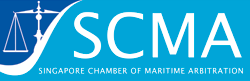 SCMA
SINGAPORE CHAMBER OF MARITIME ARBITRATION